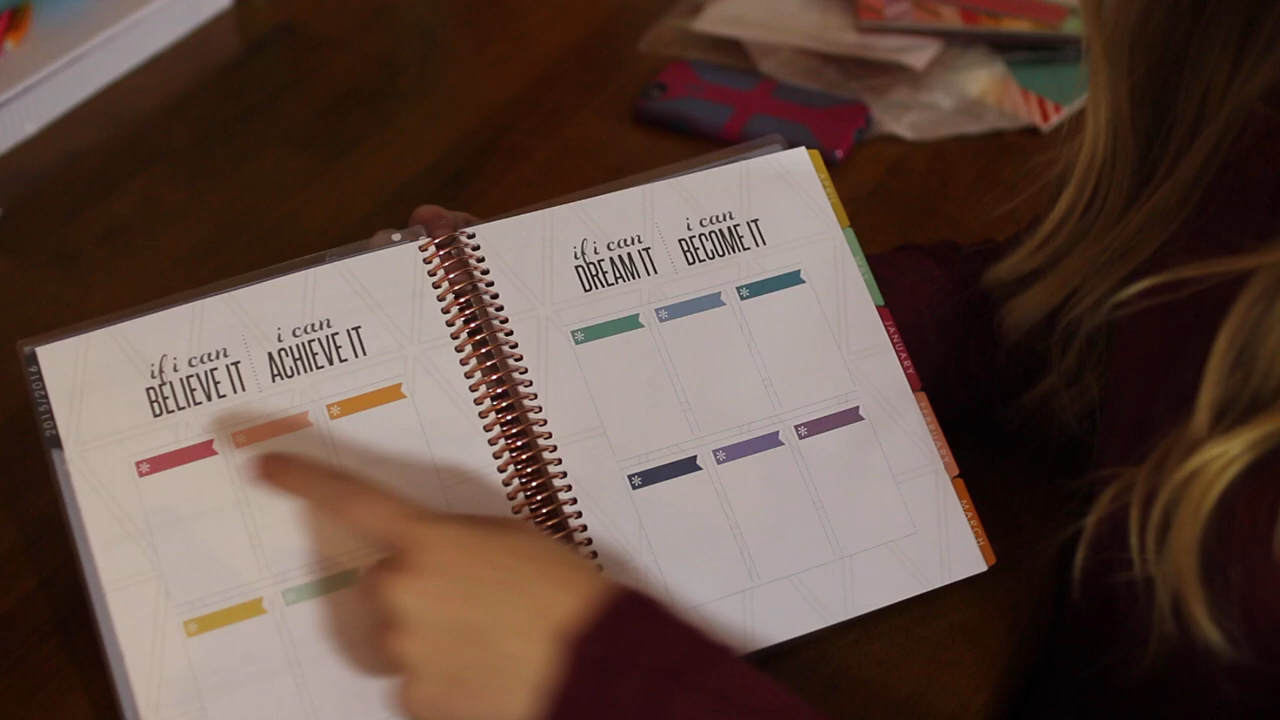 2015/2016
if i can
BELIEVE IT
i can
ACHIEVE IT
if i can
DREAM IT
i can
BECOME IT
APRIL
JANUARY
FEBRUARY
MARCH